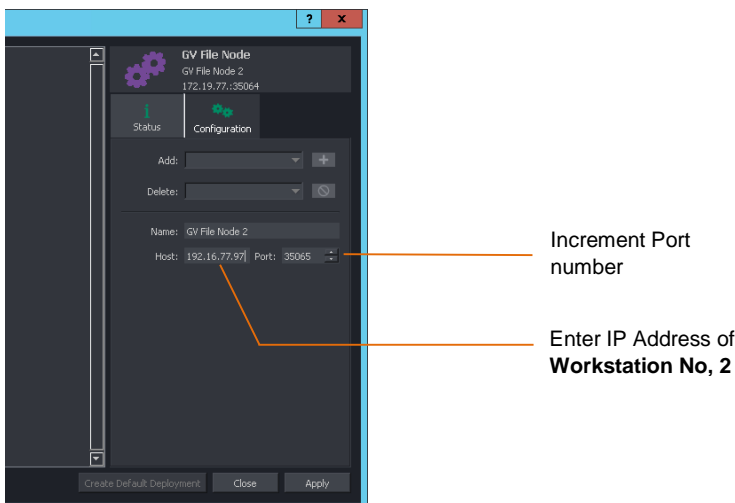 ? x
GV File Node
GV File Node 2
172.19.77.:35064
i
Status
Configuration
Add:
Delete:
Name: GV File Node 2
Host: 192.16.77.97 Port: 35065
Increment Port
number
Enter IP Address of
Workstation No, 2
Create Default Deployment Close Apply